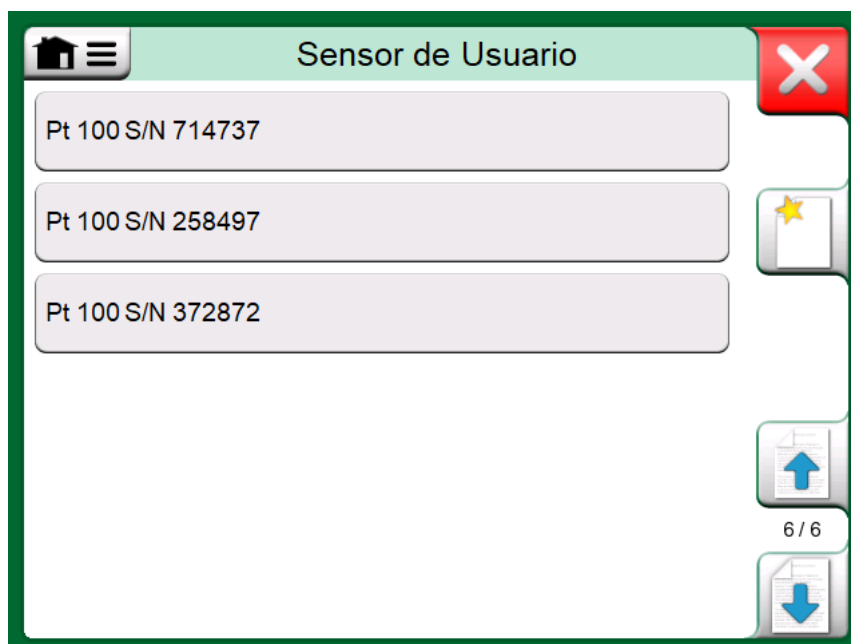 Sensor de Usuario
Pt 100 S/N 714737
Pt 100 S/N 258497
Pt 100 S/N 372872
6 / 6